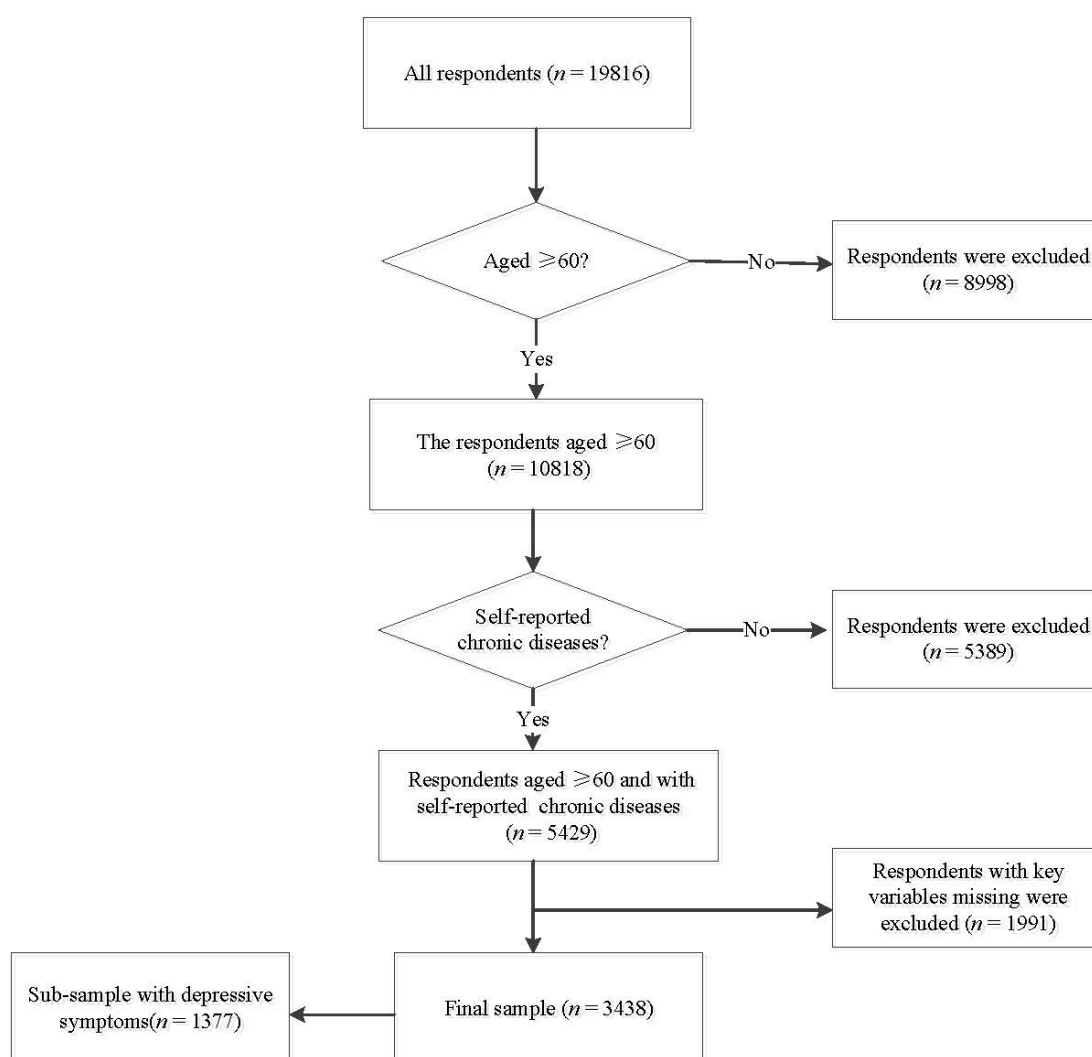 All respondents (n = 19816)
Aged ⩾60?
No
Respondents were excluded
(n = 8998)
Yes
The respondents aged ⩾60
(n = 10818)
Self-reported
chronic diseases?
No
Respondents were excluded
(n = 5389)
Yes
Respondents aged ⩾60 and with
self-reported chronic diseases
(n = 5429)
Respondents with key
variables missing were
excluded (n = 1991)
Sub-sample with depressive
symptoms(n = 1377)
Final sample (n = 3438)